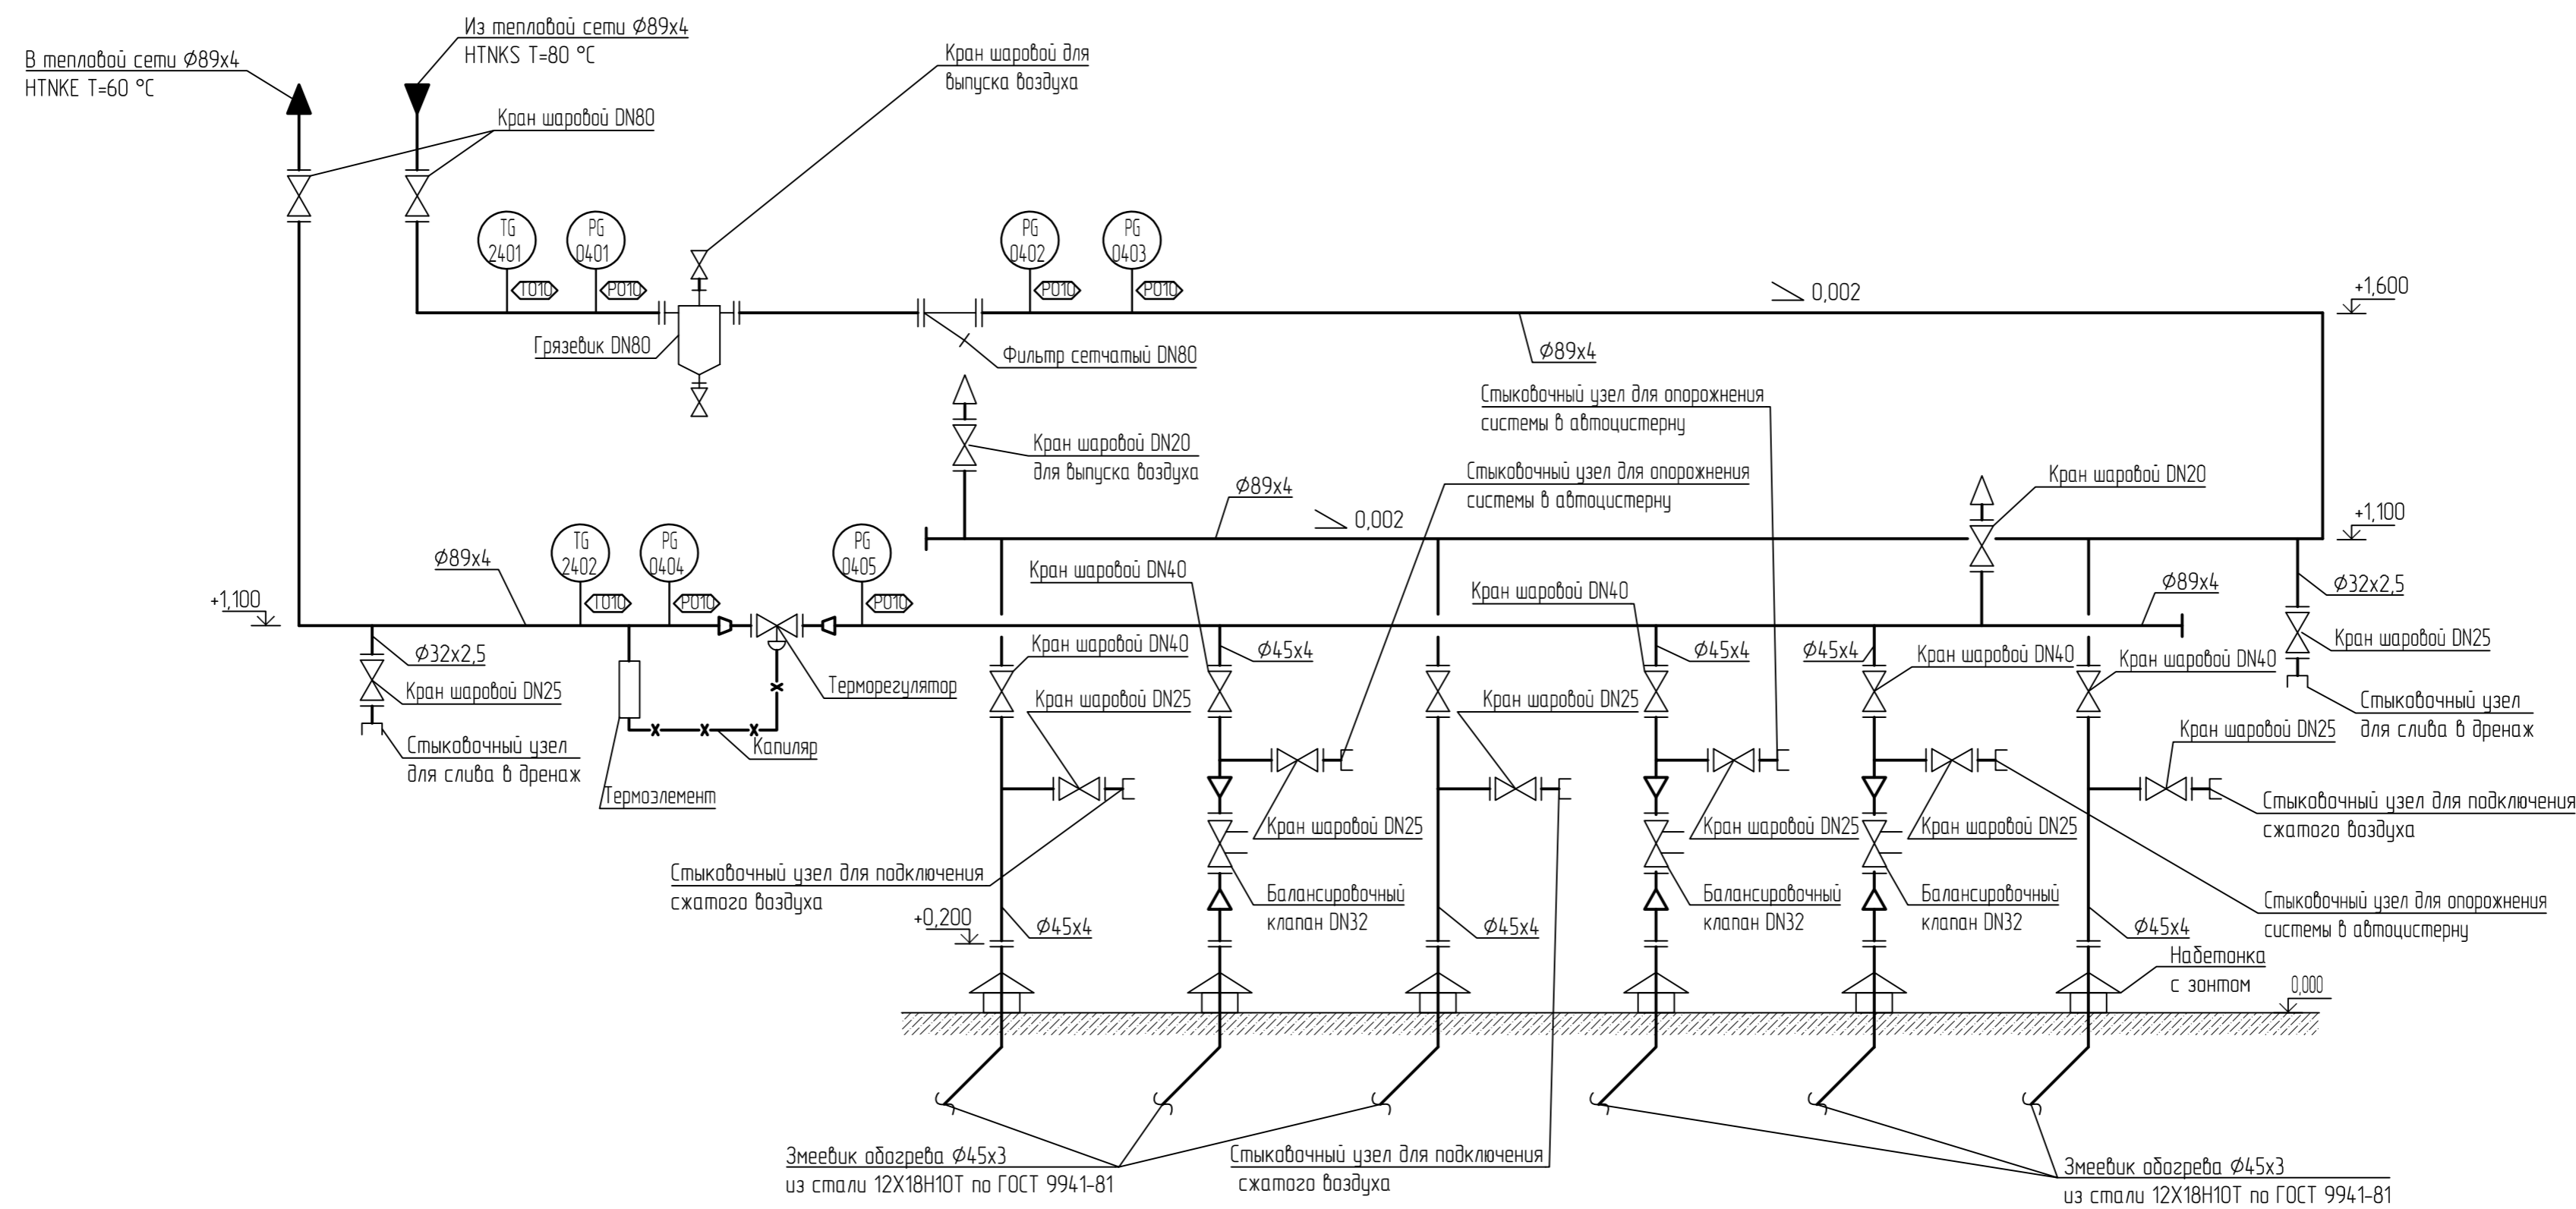 В тепловой сети Ø89x4
HTNKE T=60 °C
Из тепловой сети Ø89x4
HTNKS T=80 °C
Кран шаровой DN80
Кран шаровой для
выпуска воздуха
TG
2401
T010
PG
0401
P010
PG
0402
P010
PG
0403
P010
0,002
+1,600
Грязевик DN80
Фильтр сетчатый DN80
Ø89x4
Стыковочный узел для опорожнения
системы в автоцистерну
Кран шаровой DN20
для выпуска воздуха
Стыковочный узел для опорожнения
системы в автоцистерну
Кран шаровой DN20
Ø89x4
0,002
+1,100
Ø89x4
TG
2402
T010
PG
0404
P010
PG
0405
P010
Кран шаровой DN40
Кран шаровой DN40
Ø89x4
Ø32x2,5
+1,100
Ø32x2,5
Кран шаровой DN25
Стыковочный узел
для слива в дренаж
Терморегулятор
Капиляр
Термоэлемент
Кран шаровой DN40
Кран шаровой DN25
Ø45x4
Кран шаровой DN25
Ø45x4
Ø45x4
Кран шаровой DN40
Кран шаровой DN40
Кран шаровой DN25
Стыковочный узел
для слива в дренаж
Кран шаровой DN25
Стыковочный узел для подключения
сжатого воздуха
Кран шаровой DN25
Кран шаровой DN25
Кран шаровой DN25
Стыковочный узел для подключения
сжатого воздуха
Балансировочный
клапан DN32
Балансировочный
клапан DN32
Балансировочный
клапан DN32
Стыковочный узел для опорожнения
системы в автоцистерну
+0,200
Ø45x4
Ø45x4
Ø45x4
Набетонка
с зонтом
0,000
Змеевик обогрева Ø45x3
из стали 12Х18Н10Т по ГОСТ 9941-81
Стыковочный узел для подключения
сжатого воздуха
Змеевик обогрева Ø45x3
из стали 12Х18Н10Т по ГОСТ 9941-81